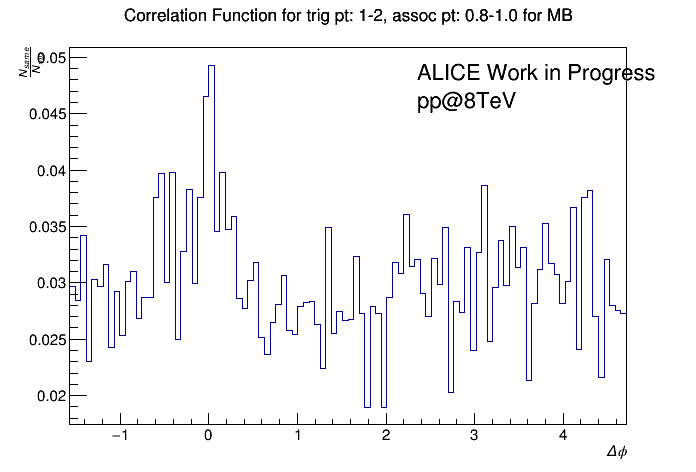 Correlation Function for trig pt: 1-2, assoc pt: 0.8-1.0 for MB
N same
N
0.05
ALICE Work in Progress
pp@8TeV
0.045
0.04
0.035
0.03
0.025
0.02
−1 0 1 2 3 4
Δϕ